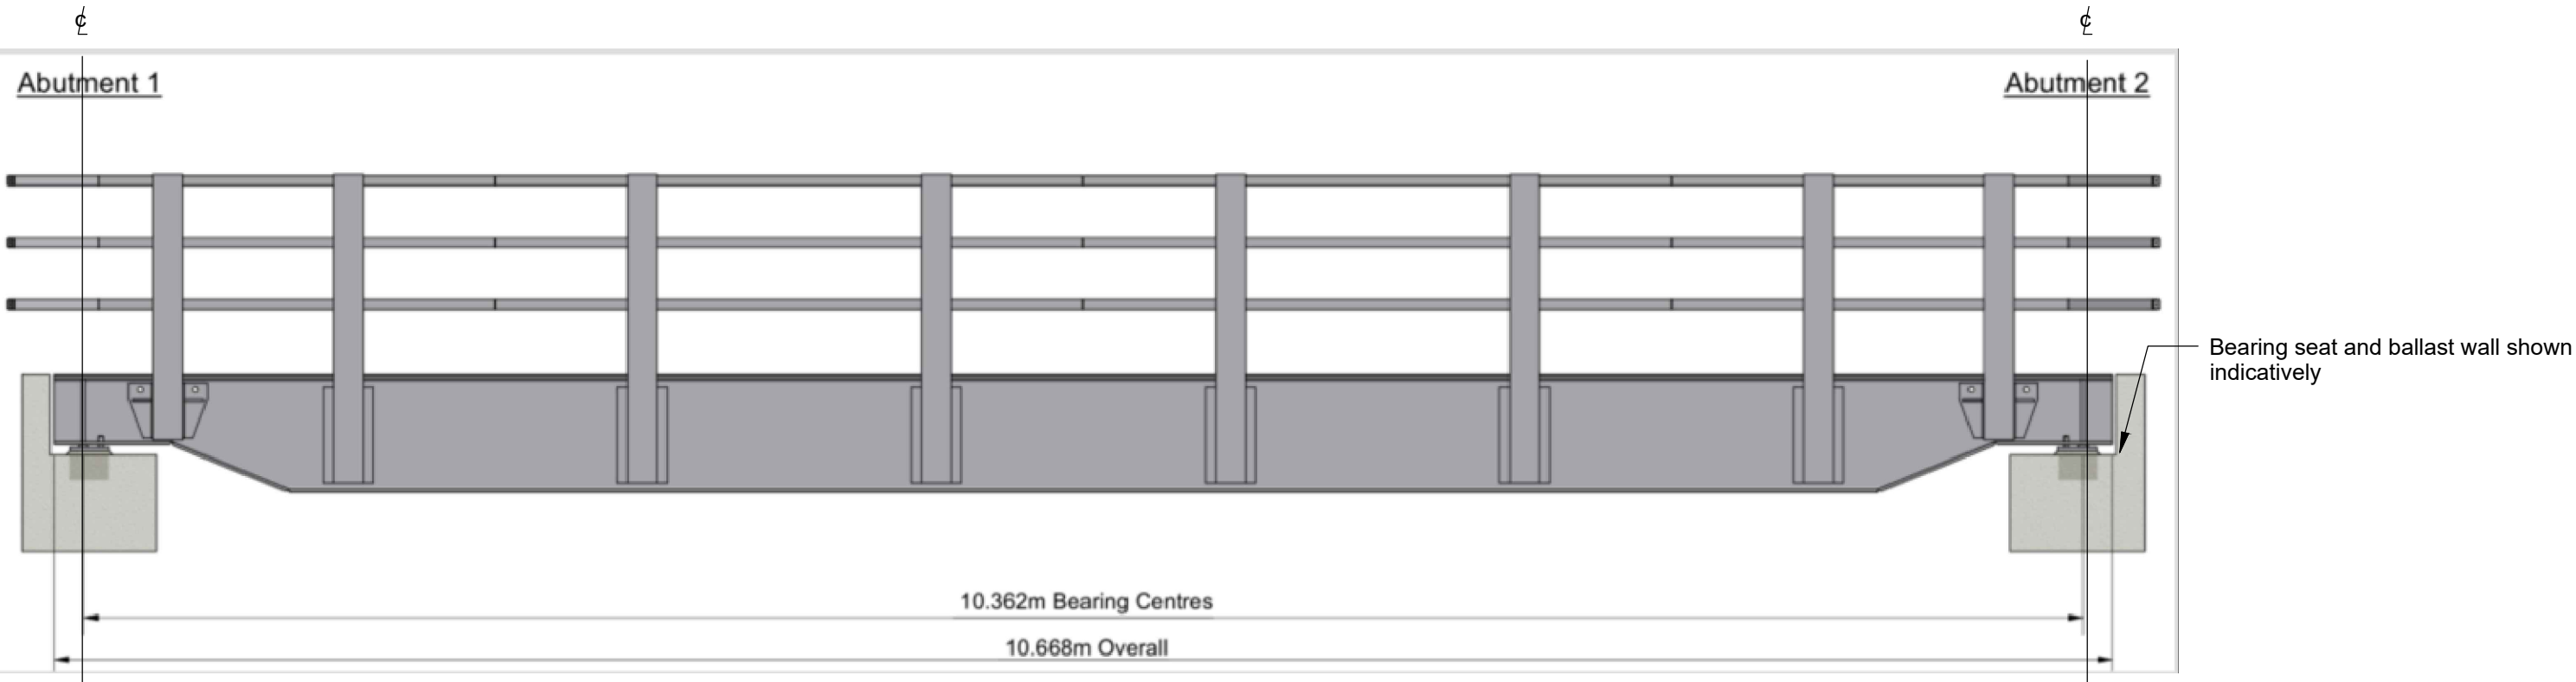 ℄ ℄
Abutment 1 Abutment 2
Bearing seat and ballast wall shown
indicatively
10.362m Bearing Centres
10.668m Overall